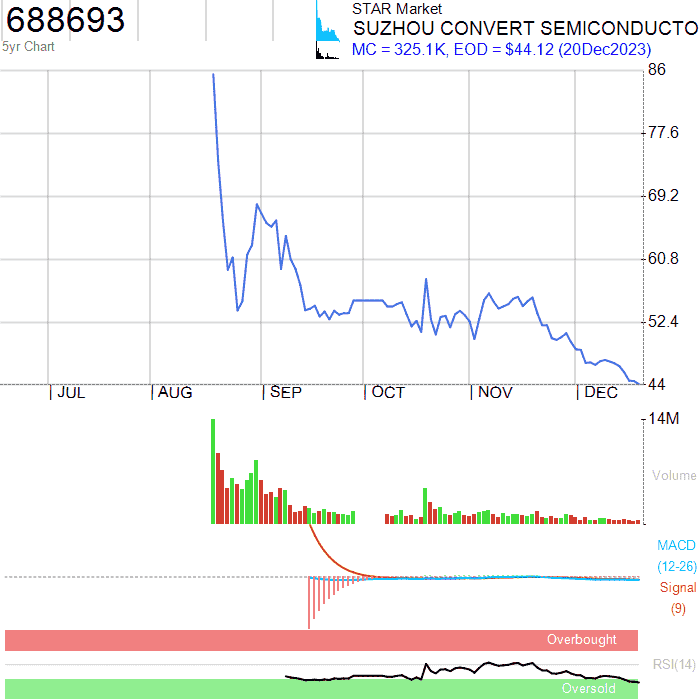 688693
5yr Chart
STAR Market
SUZHOU CONVERT SEMICONDUCTO
MC = 325.1K, EOD = $44.12 (20Dec2023)
86
77.6
69.2
60.8
52.4
44
JUL
AUG
SEP
OCT
NOV
DEC
14M
Volume
MACD
(12-26)
Signal
(9)
Overbought
RSI(14)
Oversold